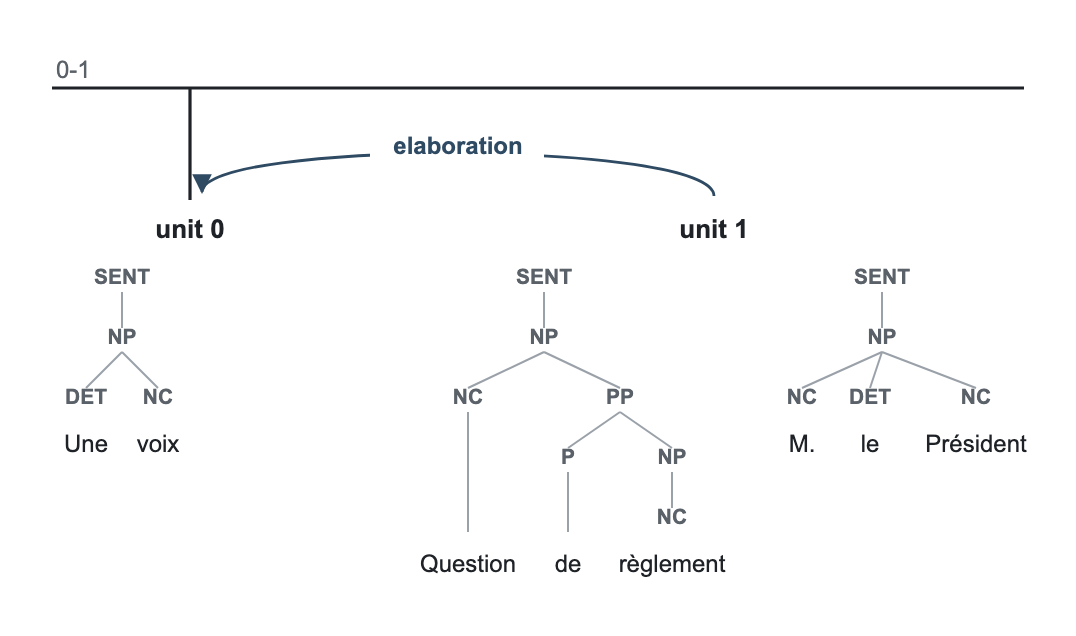 0-1
elaboration
unit 0 unit 1
SENT SENT SENT
NP NP NP
DET NC NC PP NC DET NC
Une voix M. le Président
P NP
NC
Question de règlement